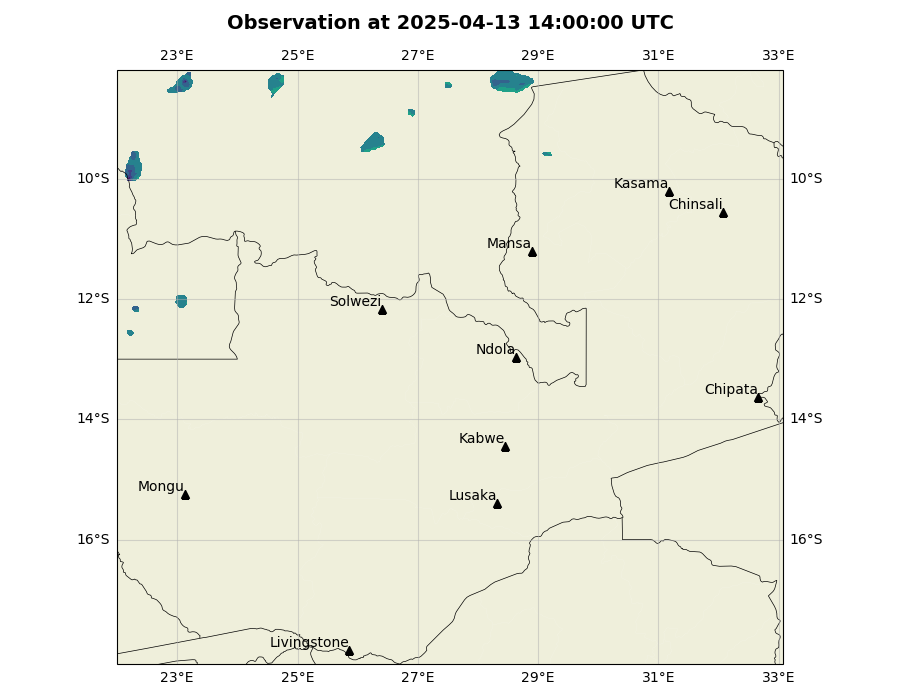 Observation at 2025-04-13 14:00:00 UTC
23°E 25°E 27°E 29°E 31°E 33°E
10°S 10°S
Kasama
Chinsali
Mansa
12°S 12°S
Solwezi
Ndola
Chipata
14°S 14°S
Kabwe
Mongu
Lusaka
16°S 16°S
Livingstone
23°E 25°E 27°E 29°E 31°E 33°E